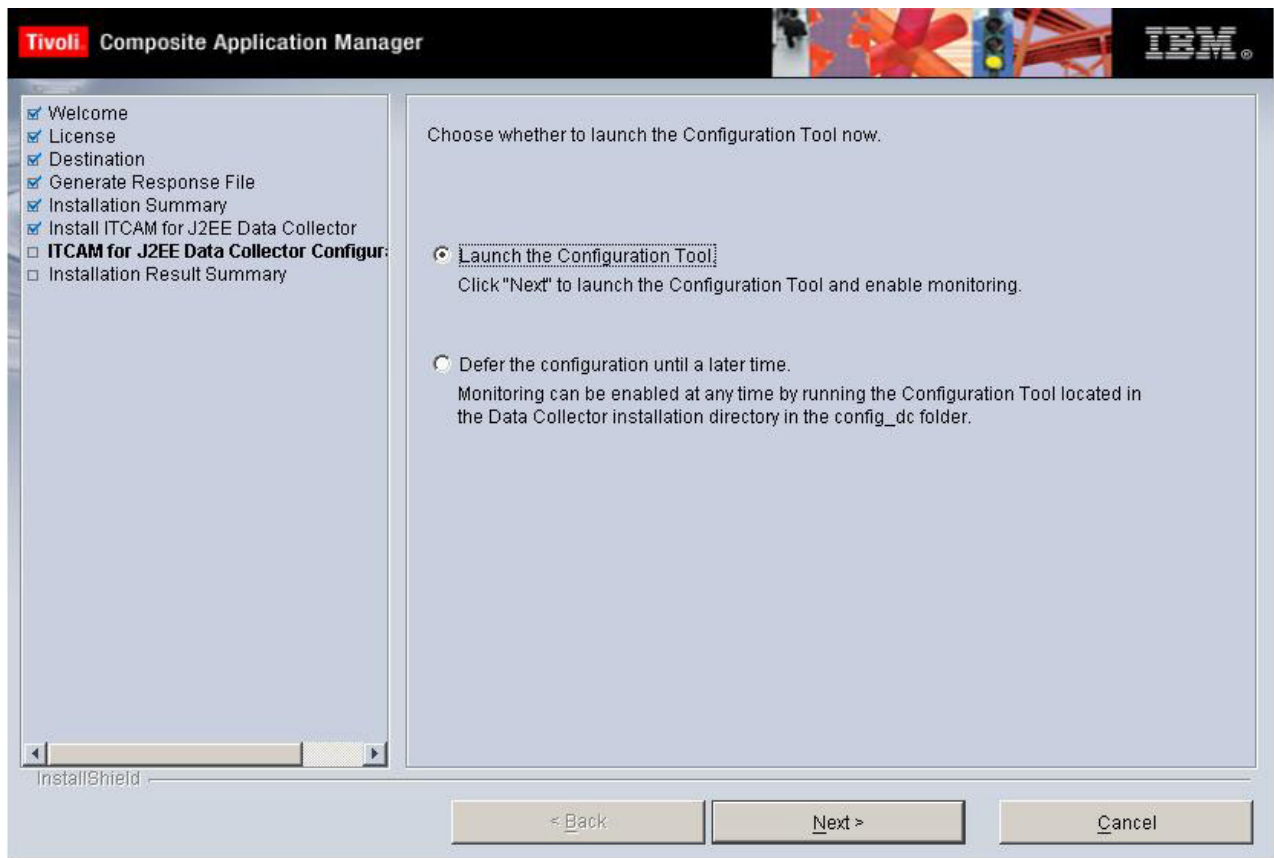 Tivoli. Composite Application Manager
IBM®
Welcome
License
Destination
Generate Response File
Installation Summary
Install ITCAM for J2EE Data Collector
ITCAM for J2EE Data Collector Configur
Installation Result Summary
Choose whether to launch the Configuration Tool now.
Launch the Configuration Tool.
Click "Next" to launch the Configuration Tool and enable monitoring.
Defer the configuration until a later time.
Monitoring can be enabled at any time by running the Configuration Tool located in
the Data Collector installation directory in the config_dc folder.
InstallShield
< Back
Next >
Cancel